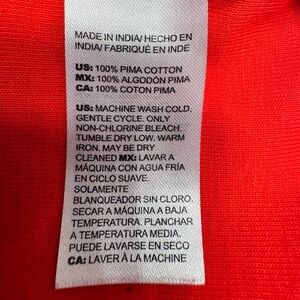 MADE IN INDIA/ HECHO EN
INDIA/ FABRIQUÉ EN INDE
US: 100% PIMA COTTON
MX: 100% ALGODÓN PIMA
CA: 100% COTON PIMA
US: MACHINE WASH COLD,
GENTLE CYCLE. ONLY
NON-CHLORINE BLEACH.
TUMBLE DRY LOW. WARM
IRON. MAY BE DRY
CLEANED MX: LAVAR A
MÁQUINA CON AGUA FRÍA
EN CICLO SUAVE.
SOLAMENTE
BLANQUEADOR SIN CLORO.
SECAR A MÁQUINA A BAJA
TEMPERATURA. PLANCHAR
A TEMPERATURA MEDIA.
PUEDE LAVARSE EN SECO
CA: LAVER À LA MACHINE